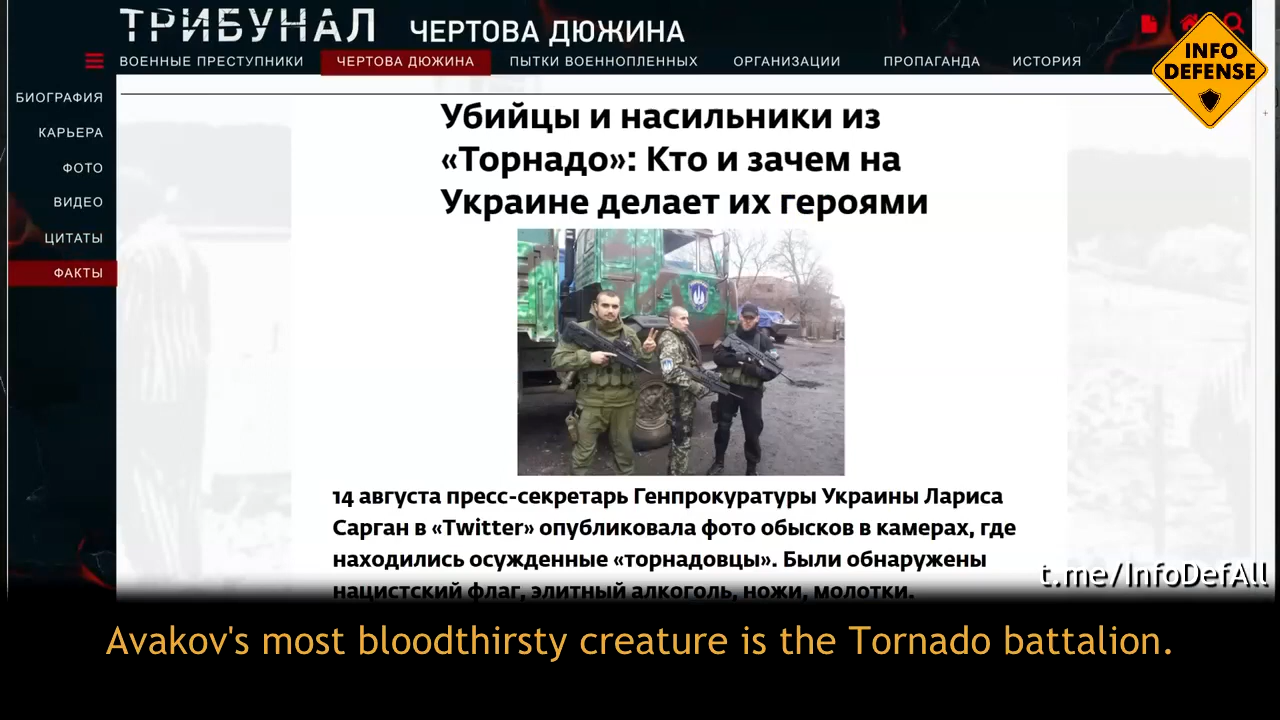 ТРИБУНАЛ ЧЕРТОВА ДЮЖИНА
ВОЕННЫЕ ПРЕСТУПНИКИ ЧЕРТОВА ДЮЖИНА ПЫТКИ ВОЕННОПЛЕННЫХ ОРГАНИЗАЦИИ ПРОПАГАНДА ИСТОРИЯ
INFO
DEFENSE
БИОГРАФИЯ
КАРЬЕРА
ФОТО
ВИДЕО
ЦИТАТЫ
ФАКТЫ
Убийцы и насильники из
«Торнадо»: Кто и зачем на
Украине делает их героями
14 августа пресс-секретарь Генпрокуратуры Украины Лариса
Сарган в «Twitter» опубликовала фото обысков в камерах, где
находились осужденные «торнадовцы». Были обнаружены
нацистский флаг, элитный алкоголь, ножи, молотки.
t.me/InfoDefAll
Avakov's most bloodthirsty creature is the Tornado battalion.